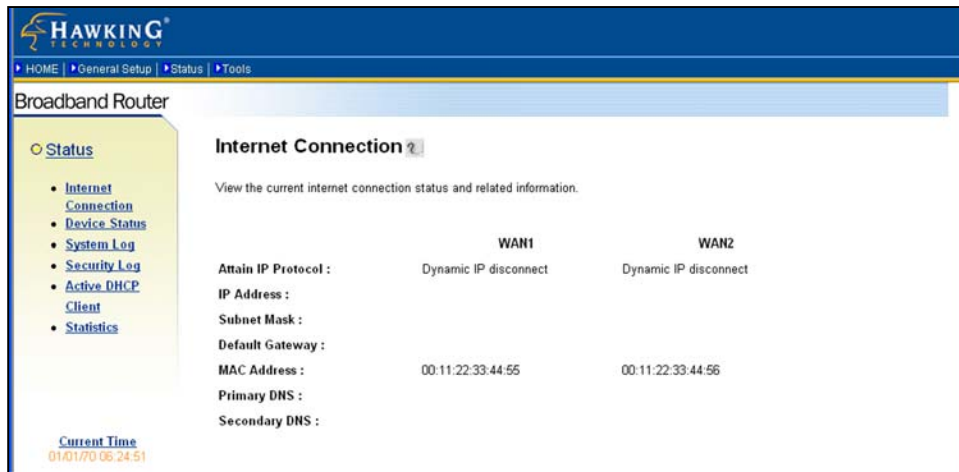 HAWKING®
TECHNOLOGY
HOME | General Setup | Status | Tools
Broadband Router
Status
Internet
Connection
Device Status
System Log
Security Log
Active DHCP
Client
Statistics
Current Time
01/01/70 06:24:51
Internet Connection ?
View the current internet connection status and related information.
WAN1 WAN2
Attain IP Protocol : Dynamic IP disconnect Dynamic IP disconnect
IP Address :
Subnet Mask :
Default Gateway :
MAC Address : 00:11:22:33:44:55 00:11:22:33:44:56
Primary DNS :
Secondary DNS :